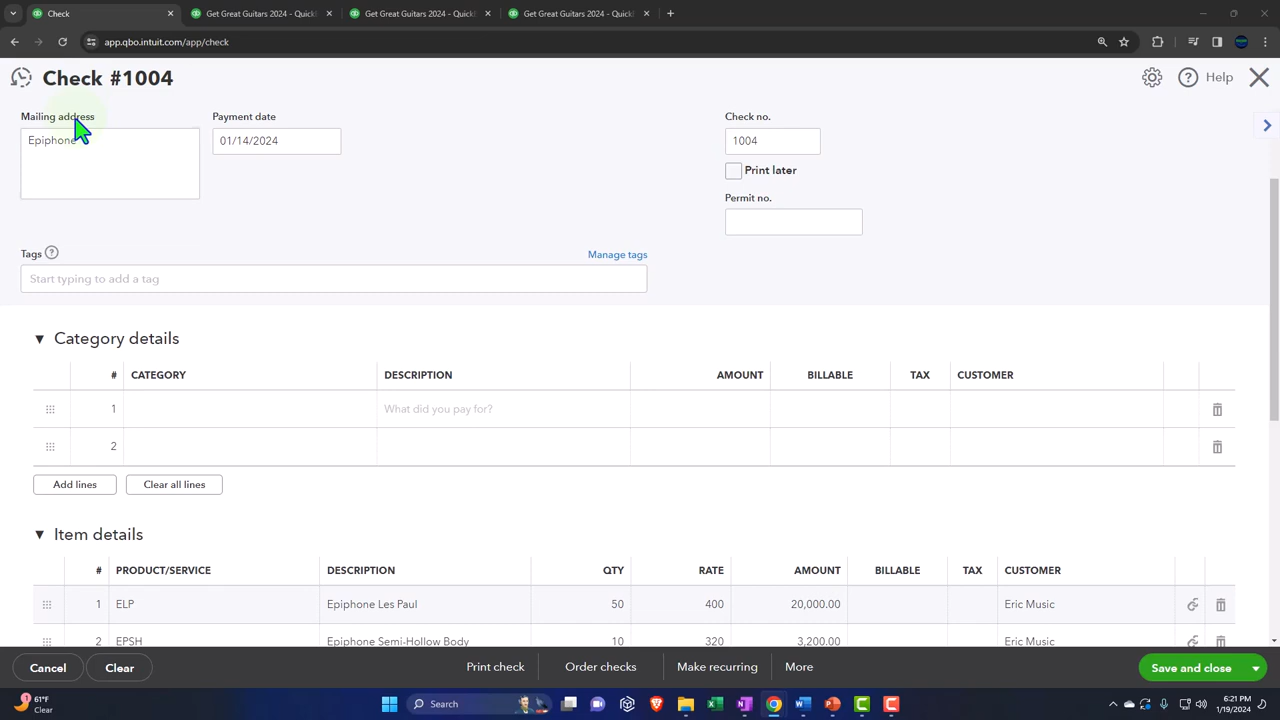 Check
Get Great Guitars 2024 - QuickB
Get Great Guitars 2024 - QuickB
Get Great Guitars 2024 - QuickB
app.qbo.intuit.com/app/check
Check #1004
Help
Mailing address
Payment date
Check no.
Epiphone
01/14/2024
1004
Print later
Permit no.
Tags
Manage tags
Start typing to add a tag
Category details
# CATEGORY DESCRIPTION AMOUNT BILLABLE TAX CUSTOMER
1 What did you pay for?
2
Add lines
Clear all lines
Item details
# PRODUCT/SERVICE DESCRIPTION QTY RATE AMOUNT BILLABLE TAX CUSTOMER
1 ELP Epiphone Les Paul 50 400 20,000.00 Eric Music
2 EPSH Epiphone Semi-Hollow Body 10 320 3,200.00 Eric Music
Cancel
Clear
Print check
Order checks
Make recurring
More
Save and close
61°F
Clear
Search
6:21 PM
1/19/2024